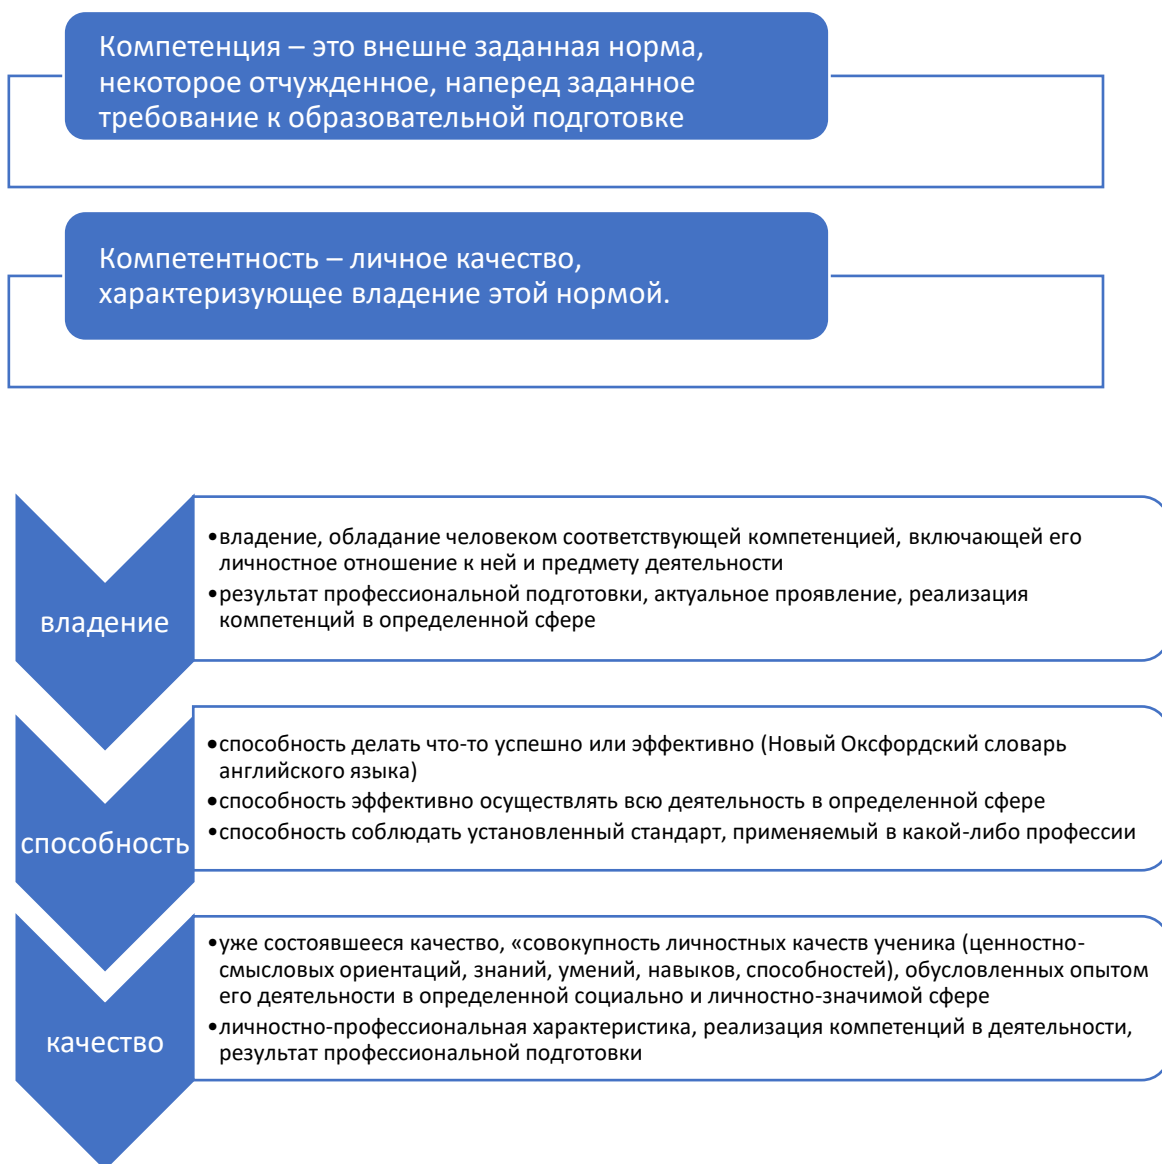 Компетенция – это внешне заданная норма,
некоторое отчужденное, наперед заданное
требование к образовательной подготовке
Компетентность – личное качество,
характеризующее владение этой нормой.
владение
•владение, обладание человеком соответствующей компетенцией, включающей его
личностное отношение к ней и предмету деятельности
•результат профессиональной подготовки, актуальное проявление, реализация
компетенций в определенной сфере
способность
•способность делать что-то успешно или эффективно (Новый Оксфордский словарь
английского языка)
•способность эффективно осуществлять всю деятельность в определенной сфере
•способность соблюдать установленный стандарт, применяемый в какой-либо профессии
качество
•уже состоявшееся качество, «совокупность личностных качеств ученика (ценностно-
смысловых ориентаций, знаний, умений, навыков, способностей), обусловленных опытом
его деятельности в определенной социально и личностно-значимой сфере
•личностно-профессиональная характеристика, реализация компетенций в деятельности,
результат профессиональной подготовки